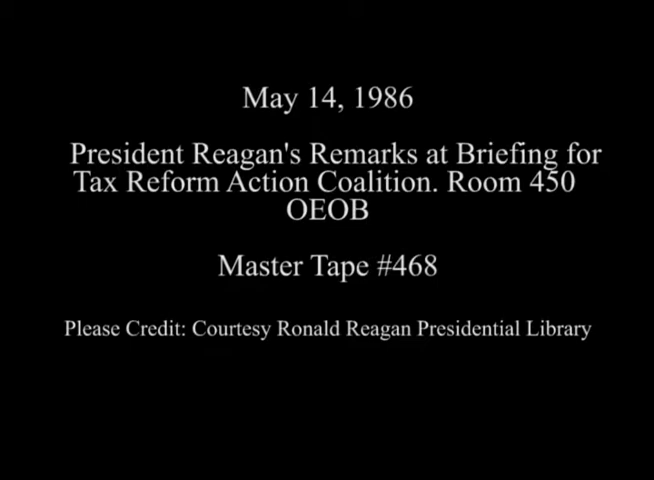 May 14, 1986
President Reagan's Remarks at Briefing for
Tax Reform Action Coalition. Room 450
OEOB
Master Tape #468
Please Credit: Courtesy Ronald Reagan Presidential Library